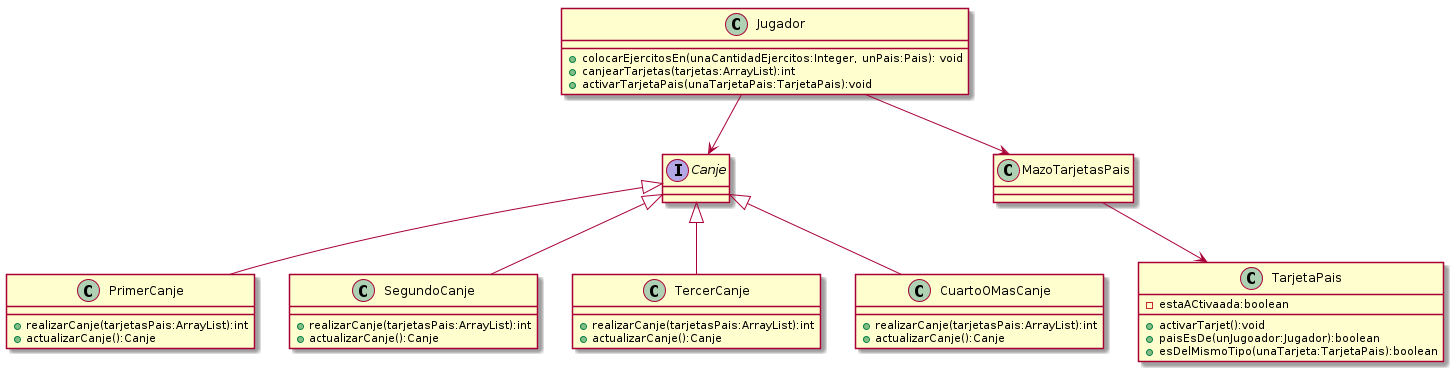 C Jugador
colocarEjercitosEn(unaCantidadEjercitos:Integer, unPais:Pais): void
canjearTarjetas(tarjetas:ArrayList):int
activarTarjetaPais(unaTarjetaPais:TarjetaPais):void
I Canje
C MazoTarjetasPais
C PrimerCanje
realizarCanje(tarjetasPais:ArrayList):int
actualizarCanje():Canje
C SegundoCanje
realizarCanje(tarjetasPais:ArrayList):int
actualizarCanje():Canje
C TercerCanje
realizarCanje(tarjetasPais:ArrayList):int
actualizarCanje():Canje
C CuartoOMasCanje
realizarCanje(tarjetasPais:ArrayList):int
actualizarCanje():Canje
C TarjetaPais
estaACtivaada:boolean
activarTarjet():void
paisEsDe(unJugoador:Jugador):boolean
esDelMismoTipo(unaTarjeta:TarjetaPais):boolean